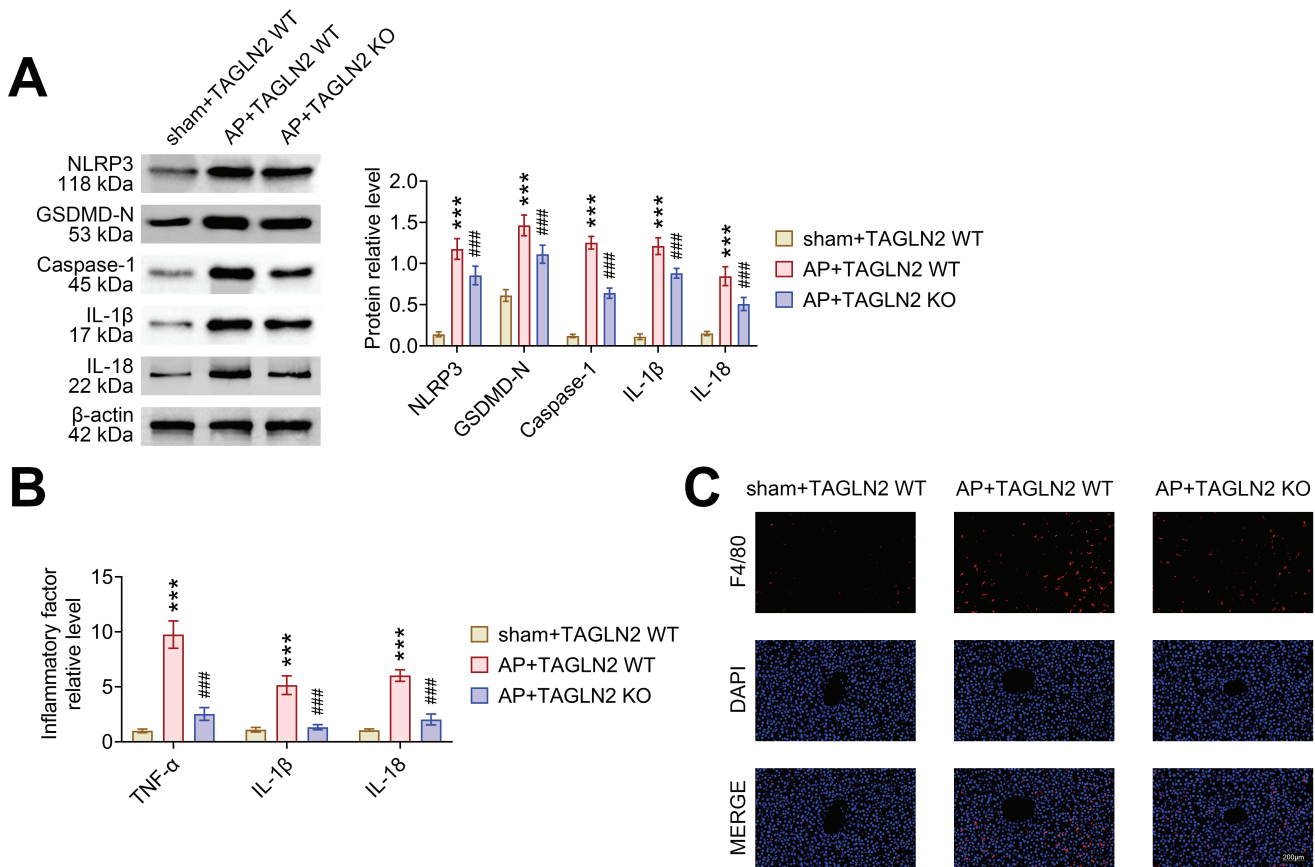 A
sham+TAGLN2 WT
AP+TAGLN2 WT
AP+TAGLN2 KO
NLRP3
118 kDa
GSDMD-N
53 kDa
Caspase-1
45 kDa
IL-1β
17 kDa
IL-18
22 kDa
β-actin
42 kDa
Protein relative level
2.0
1.5
1.0
0.5
0.0
***
###
***
###
***
###
***
###
***
###
NLRP3
GSDMD-N
Caspase-1
IL-1β
IL-18
sham+TAGLN2 WT
AP+TAGLN2 WT
AP+TAGLN2 KO
B
Inflammatory factor
relative level
15
10
5
0
***
###
***
###
***
###
TNF-α
IL-1β
IL-18
sham+TAGLN2 WT
AP+TAGLN2 WT
AP+TAGLN2 KO
C
sham+TAGLN2 WT
AP+TAGLN2 WT
AP+TAGLN2 KO
F4/80
DAPI
MERGE
200μm